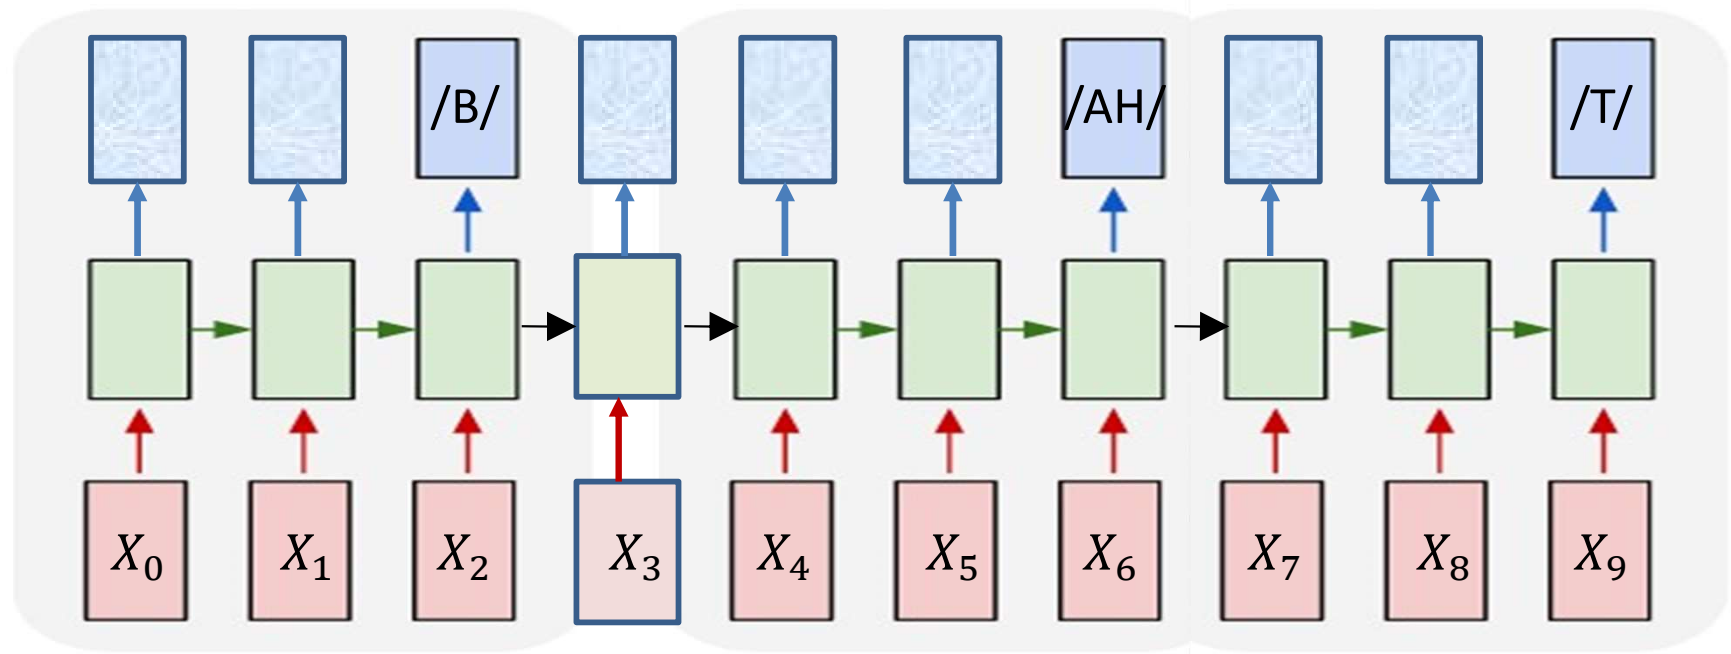 /B/ /AH/ /T/
X₀ X₁ X₂ X₃ X₄ X₅ X₆ X₇ X₈ X₉